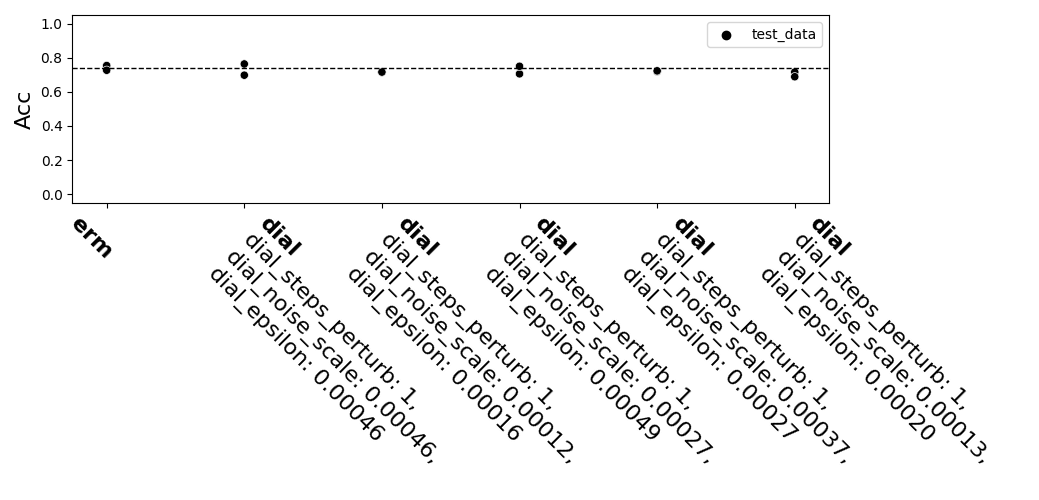 1.0
0.8
0.6
0.4
0.2
0.0
Acc
test_data
erm
dial
dial_steps_perturb: 1,
dial_noise_scale: 0.00046,
dial_epsilon: 0.00046
dial
dial_steps_perturb: 1,
dial_noise_scale: 0.00012,
dial_epsilon: 0.00016
dial
dial_steps_perturb: 1,
dial_noise_scale: 0.00027,
dial_epsilon: 0.00049
dial
dial_steps_perturb: 1,
dial_noise_scale: 0.00037,
dial_epsilon: 0.00027
dial
dial_steps_perturb: 1,
dial_noise_scale: 0.00013,
dial_epsilon: 0.00020